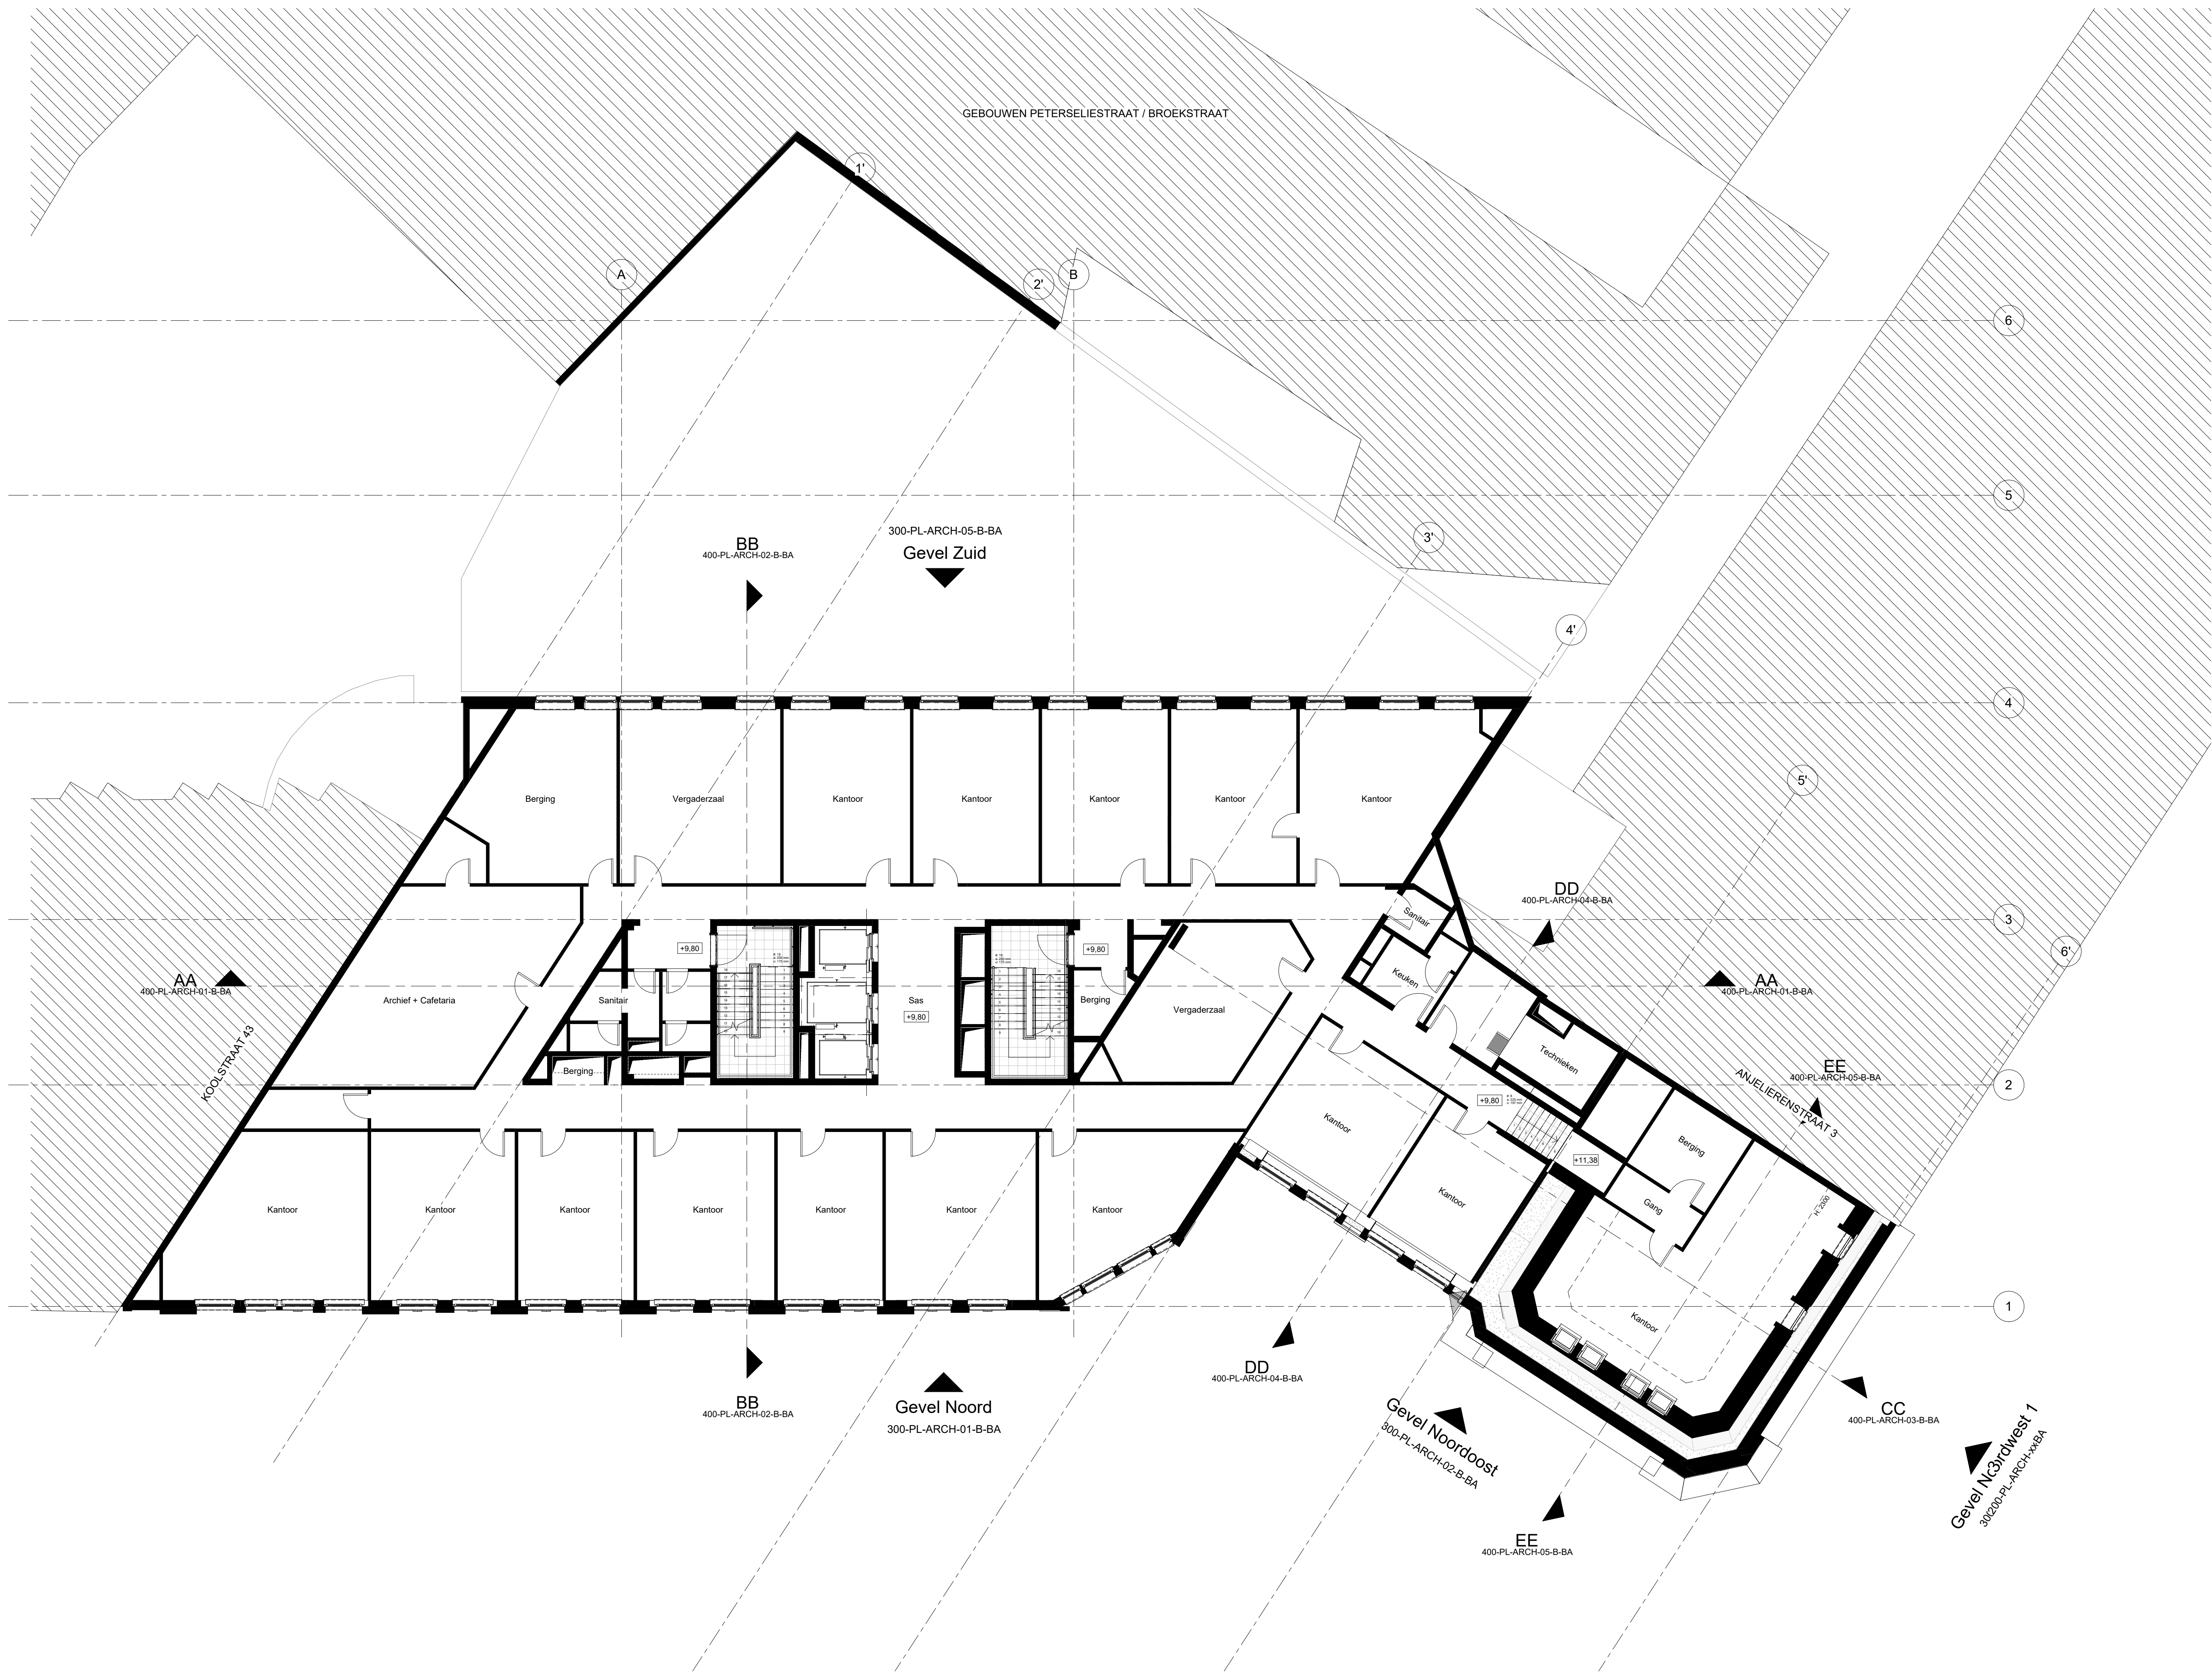 GEBOUWEN PETERSELIESTRAAT / BROEKSTRAAT
1'
A
2'
B
6
5
300-PL-ARCH-05-B-BA
Gevel Zuid
BB
400-PL-ARCH-02-B-BA
3'
4'
4
5'
Berging
Vergaderzaal
Kantoor
Kantoor
Kantoor
Kantoor
Kantoor
DD
400-PL-ARCH-04-B-BA
Sanitair
3
6'
+9,80
+9,80
AA
400-PL-ARCH-01-B-BA
Keuken
AA
400-PL-ARCH-01-B-BA
Archief + Cafetaria
Sanitair
Sas
+9,80
Berging
Vergaderzaal
KOOLSTRAAT 43
Berging
Technieken
EE
400-PL-ARCH-05-B-BA
2
ANJELIERENSTRAAT 3
+9,80
Kantoor
Berging
+11,38
Kantoor
Gang
H: 2000
Kantoor
Kantoor
Kantoor
Kantoor
Kantoor
Kantoor
Kantoor
Kantoor
1
DD
400-PL-ARCH-04-B-BA
BB
400-PL-ARCH-02-B-BA
Gevel Noord
300-PL-ARCH-01-B-BA
CC
400-PL-ARCH-03-B-BA
Gevel Noordoost
300-PL-ARCH-02-B-BA
EE
400-PL-ARCH-05-B-BA